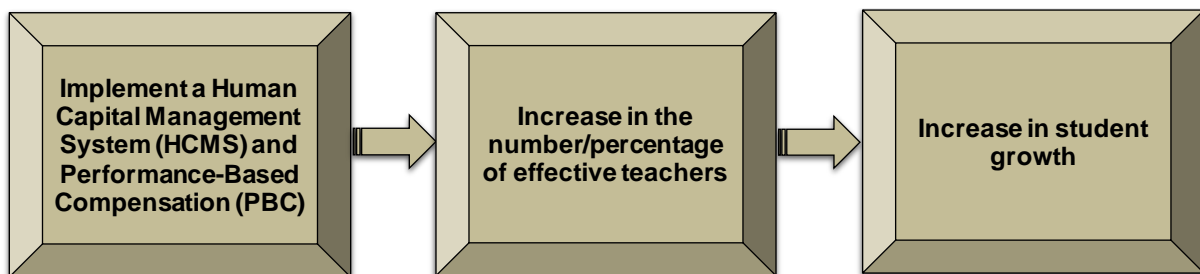 Implement a Human
Capital Management
System (HCMS) and
Performance-Based
Compensation (PBC)
Increase in the
number/percentage
of effective teachers
Increase in student
growth